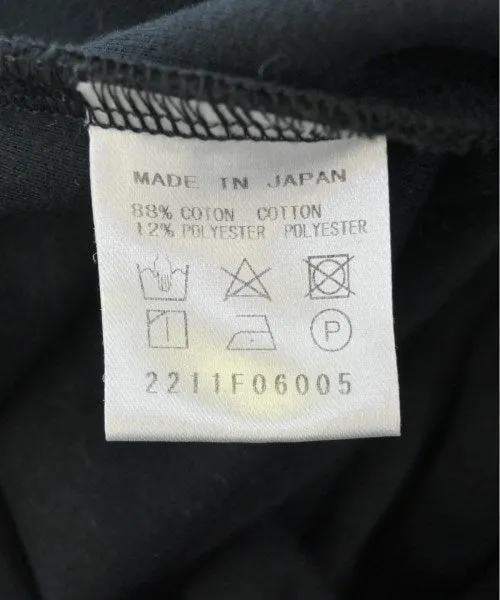 MADE IN JAPAN
88% COTON COTTON
12% POLYESTER POLYESTER
P
2211F06005